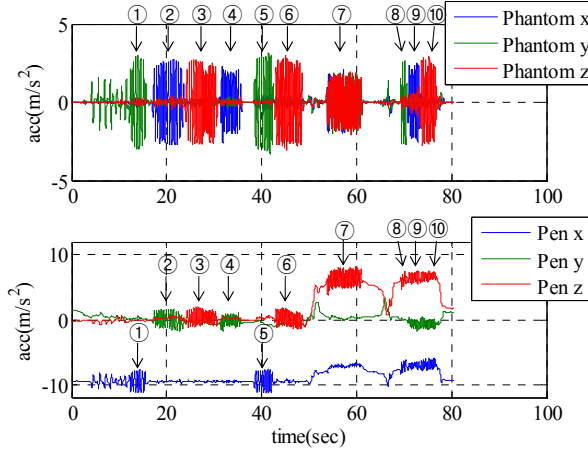 ① ② ③ ④ ⑤ ⑥ ⑦ ⑧ ⑨ ⑩
Phantom x
Phantom y
Phantom z
acc(m/s²)
5
0
-5
0 20 40 60 80 100
⑦ ⑧ ⑨ ⑩
② ③ ④ ⑥
① ⑤
Pen x
Pen y
Pen z
acc(m/s²)
10
0
-10
0 20 40 60 80 100
time(sec)